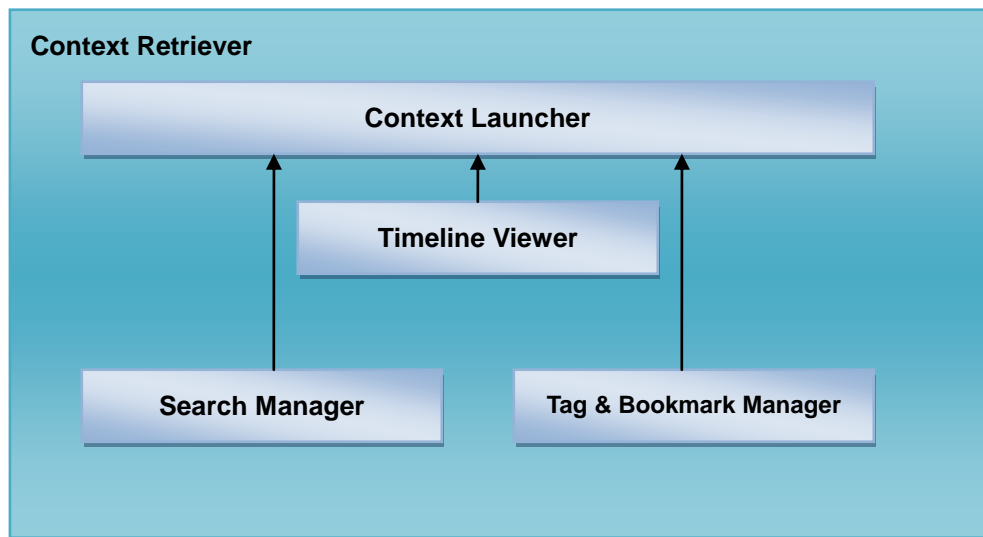 Context Retriever
Context Launcher
Timeline Viewer
Search Manager
Tag & Bookmark Manager